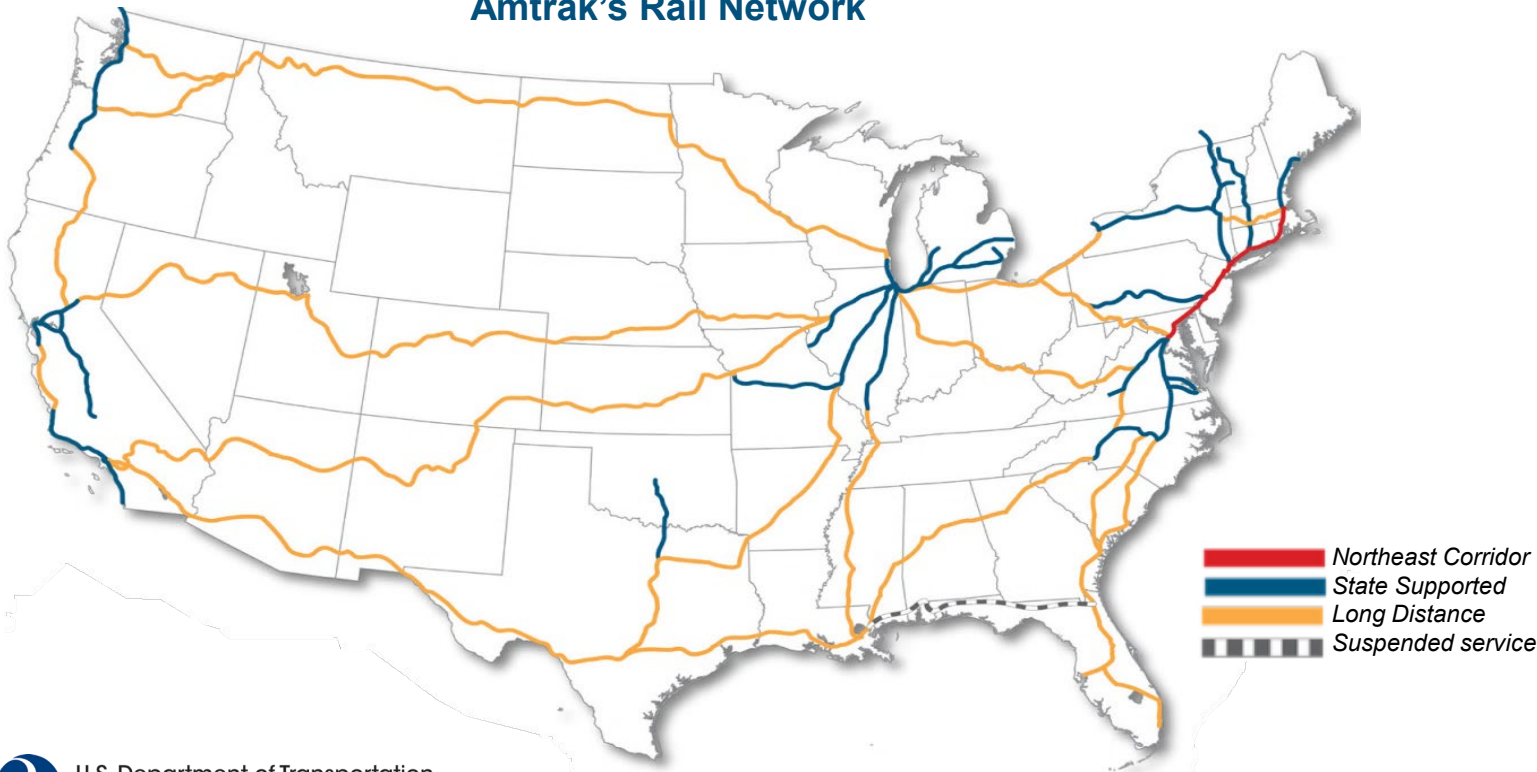 Amtrak's Rail Network
Northeast Corridor
State Supported
Long Distance
Suspended service
U.S. Department of Transportation